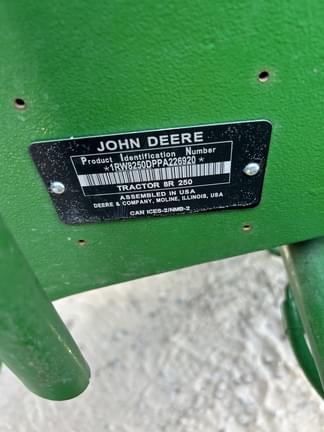 JOHN DEERE
Product Identification Number
*1RW8250DPPA226920*
TRACTOR 8R 250
ASSEMBLED IN USA
DEERE & COMPANY, MOLINE, ILLINOIS, USA
CAN ICES-2/NMB-2